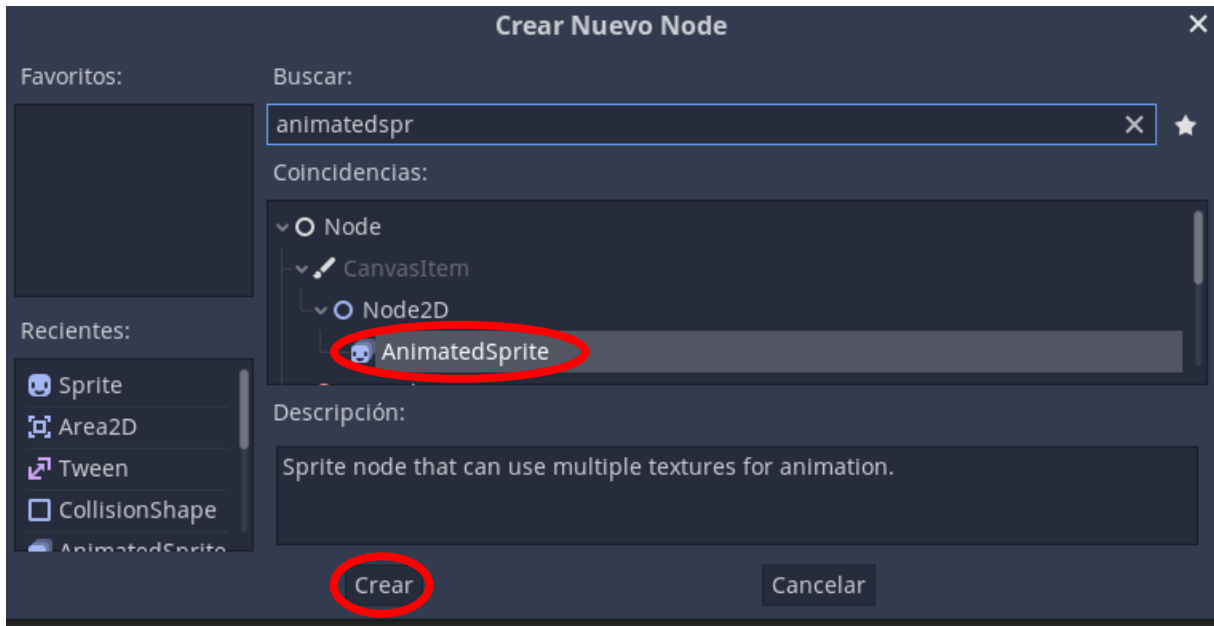 Crear Nuevo Node
Favoritos:
Buscar:
animatedspr
Coincidencias:
Node
CanvasItem
Node2D
AnimatedSprite
Recientes:
Sprite
Area2D
Tween
CollisionShape
AnimatedSprite
Descripción:
Sprite node that can use multiple textures for animation.
Crear
Cancelar